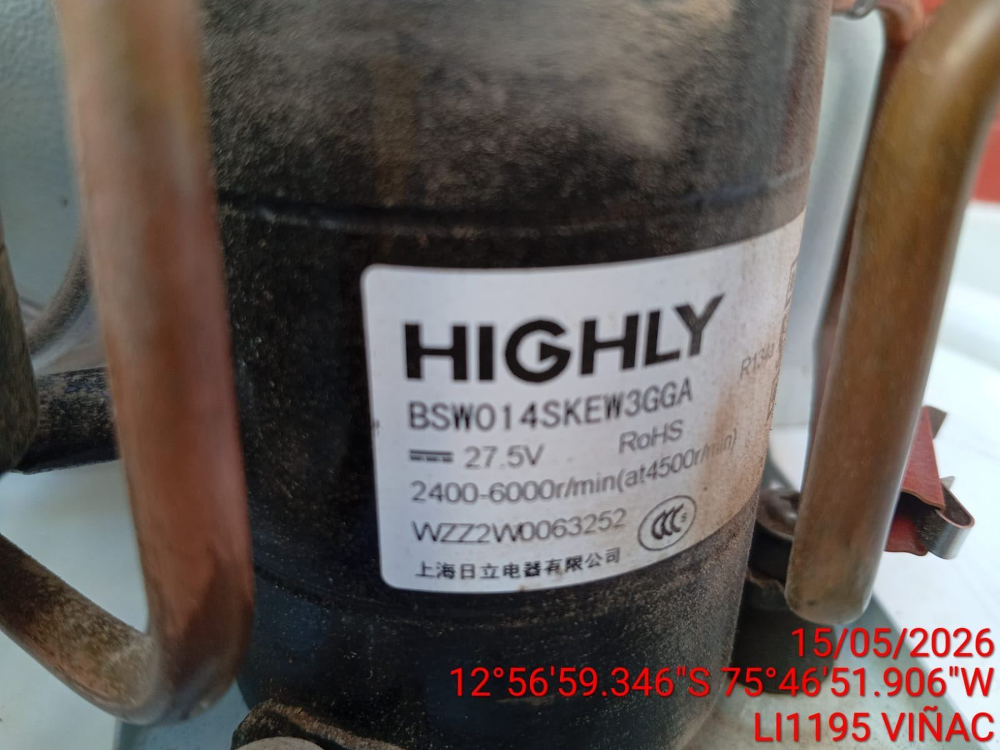 HIGHLY
BSW014SKEW3GGA
R134a
27.5V RoHS
2400-6000r/min(at4500r/min)
WZZ2W0063252
CCC S
上海日立电器有限公司
15/05/2026
12°56'59.346"S 75°46'51.906"W
LI1195 VIÑAC